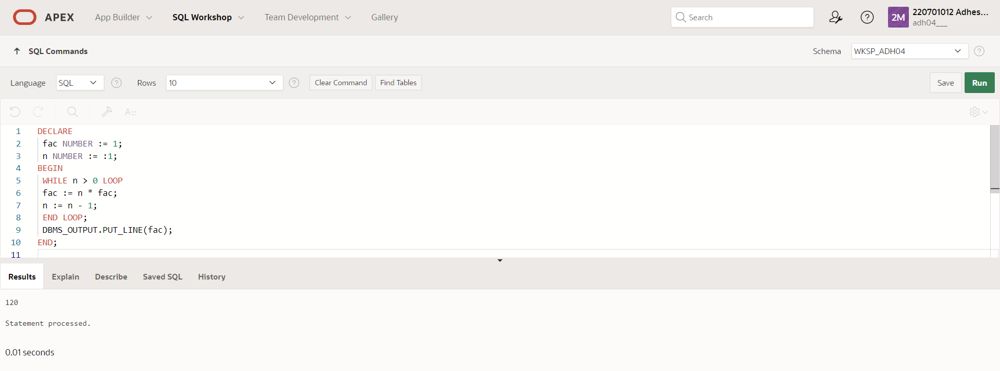 APEX App Builder SQL Workshop Team Development Gallery Search 2M 220701012 Adhes...
adh04___
SQL Commands Schema WKSP_ADH04
Language SQL Rows 10 Clear Command Find Tables Save Run
1 DECLARE
2 fac NUMBER := 1;
3 n NUMBER := :1;
4 BEGIN
5 WHILE n > 0 LOOP
6 fac := n * fac;
7 n := n - 1;
8 END LOOP;
9 DBMS_OUTPUT.PUT_LINE(fac);
10 END;
11
Results Explain Describe Saved SQL History
120
Statement processed.
0.01 seconds